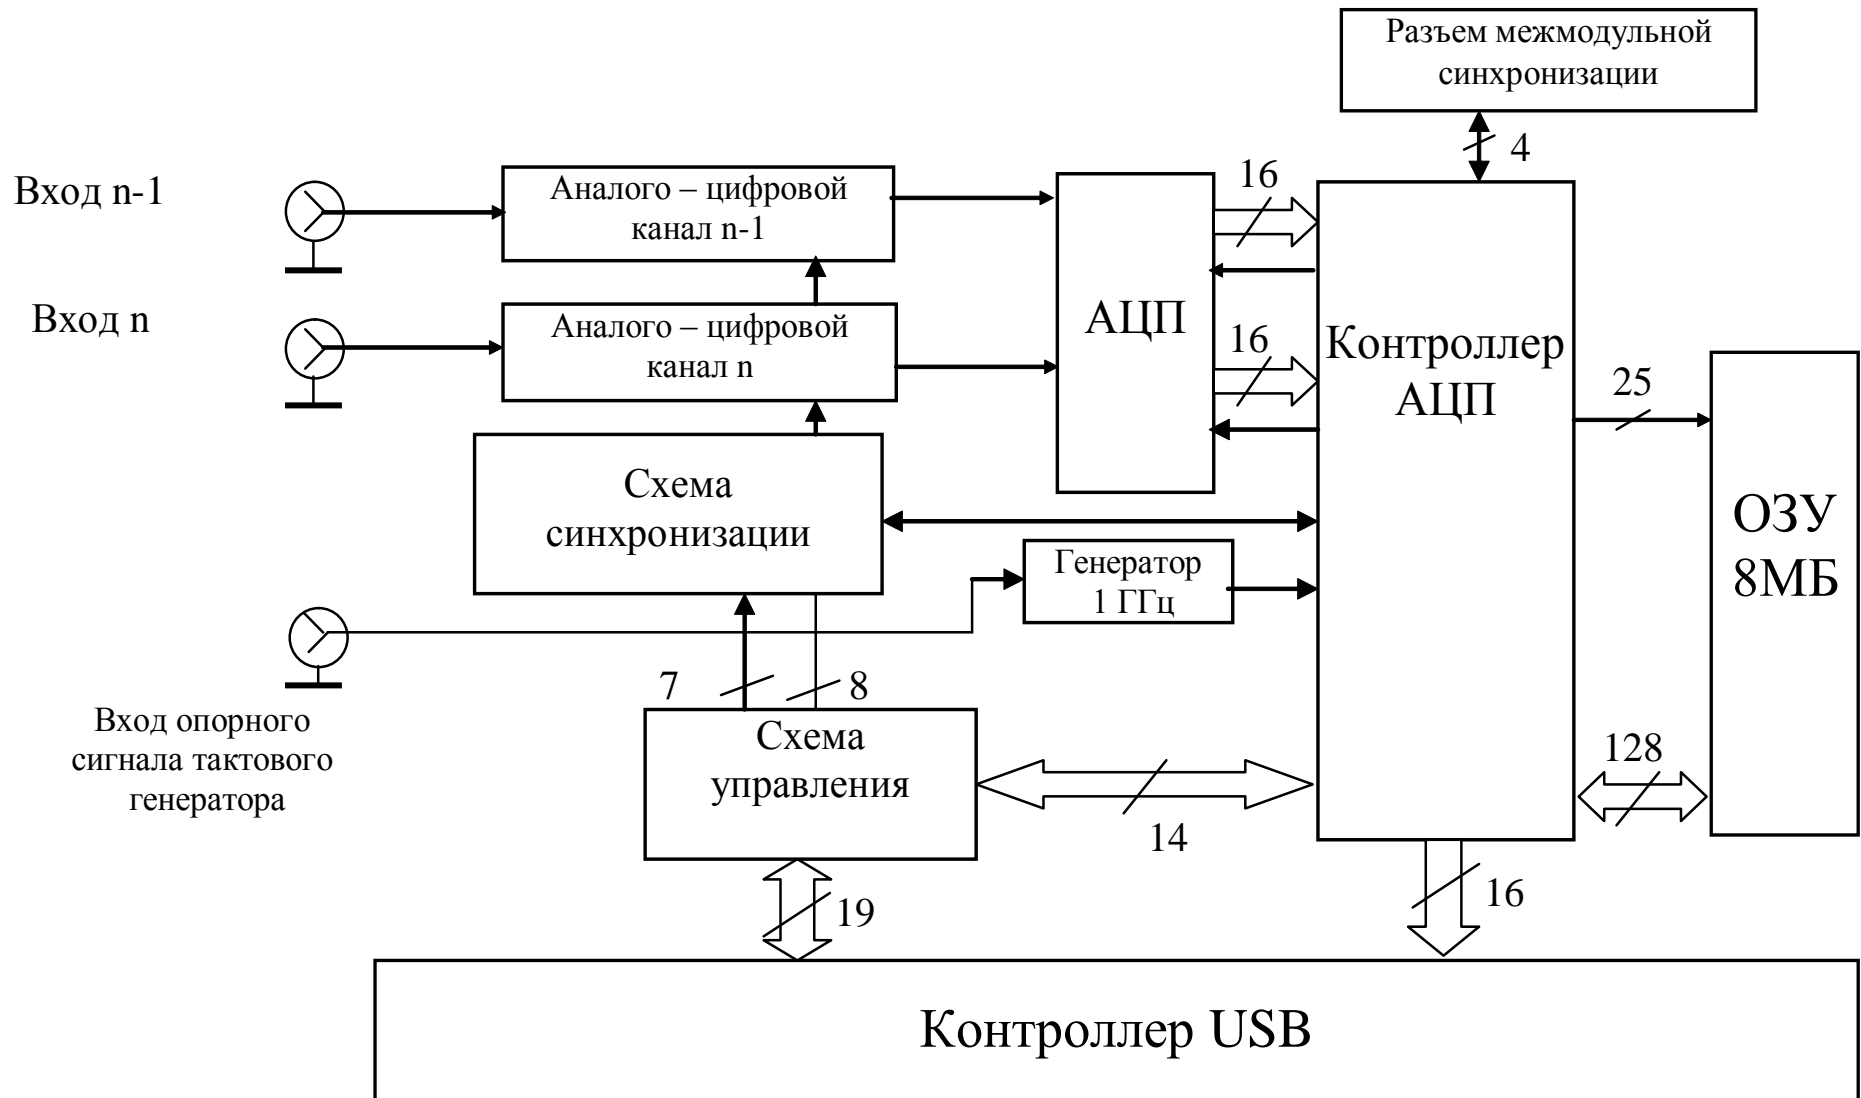 Разъем межмодульной
синхронизации
4
Вход n-1
Аналого – цифровой
канал n-1
16
Вход n
Аналого – цифровой
канал n
АЦП
16
Контроллер
АЦП
25
Схема
синхронизации
ОЗУ
8МБ
Генератор
1 ГГц
7
8
Вход опорного
сигнала тактового
генератора
Схема
управления
14
128
19
16
Контроллер USB